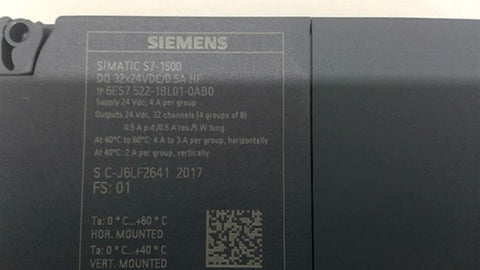 SIEMENS
SIMATIC S7-1500
DQ 32x24VDC/0.5A HF
1P 6ES7 522-1BL01-0AB0
Supply 24 Vdc, 4 A per group
Outputs 24 Vdc, 32 channels (4 groups of 8)
0.5 A p.d./0.5 A res./5 W tung.
At 40°C to 60°C: 4 A to 3 A per group, horizontally
At 40°C: 2 A per group, vertically
S C-J6LF2641 2017
FS: 01
Ta: 0 ° C...+60 ° C
HOR. MOUNTED
Ta: 0 ° C...+40 ° C
VERT. MOUNTED